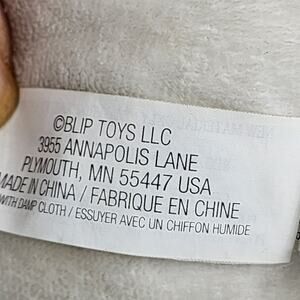 ©BLIP TOYS LLC
3955 ANNAPOLIS LANE
PLYMOUTH, MN 55447 USA
MADE IN CHINA / FABRIQUE EN CHINE
WITH DAMP CLOTH / ESSUYER AVEC UN CHIFFON HUMIDE